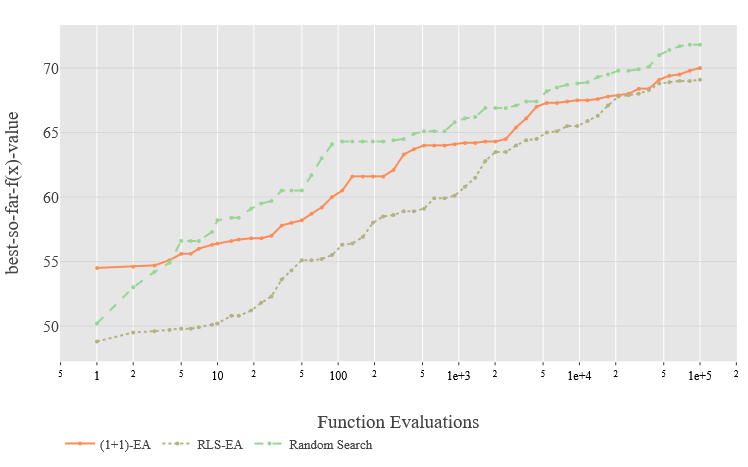 70
65
60
55
50
best-so-far-f(x)-value
5 1 2 5 10 2 5 100 2 5 1e+3 2 5 1e+4 2 5 1e+5 2
Function Evaluations
(1+1)-EA RLS-EA Random Search